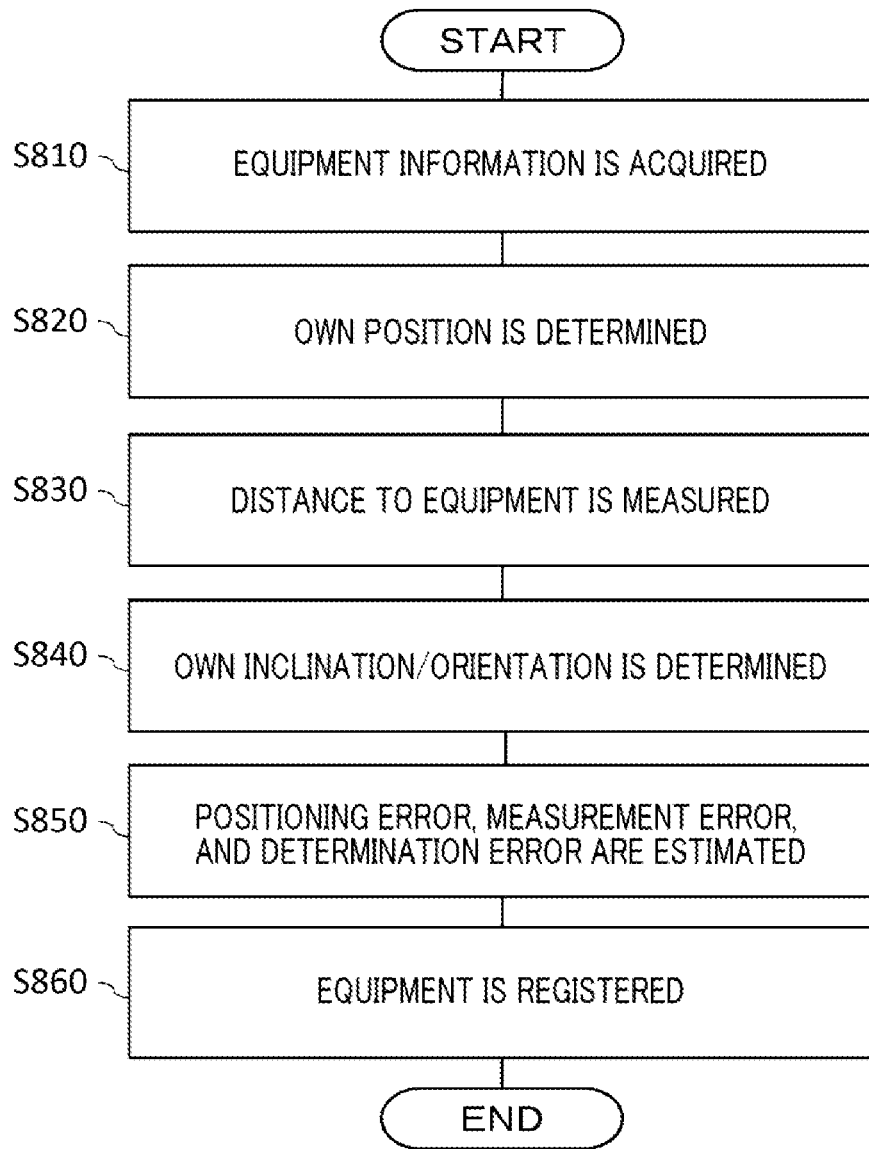 START
S810
EQUIPMENT INFORMATION IS ACQUIRED
S820
OWN POSITION IS DETERMINED
S830
DISTANCE TO EQUIPMENT IS MEASURED
S840
OWN INCLINATION/ORIENTATION IS DETERMINED
S850
POSITIONING ERROR, MEASUREMENT ERROR,
AND DETERMINATION ERROR ARE ESTIMATED
S860
EQUIPMENT IS REGISTERED
END